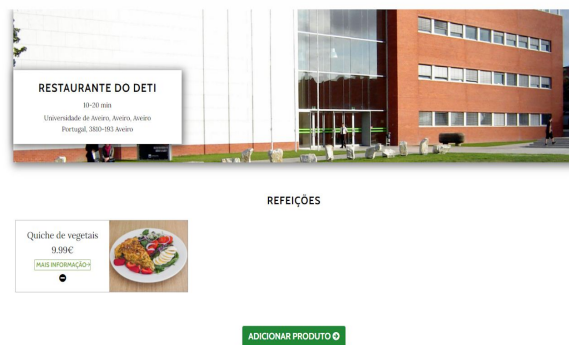 RESTAURANTE DO DETI
10-20 min
Universidade de Aveiro, Aveiro, Aveiro
Portugal, 3810-193 Aveiro
REFEIÇÕES
Quiche de vegetais
9.99€
MAIS INFORMAÇÃO
ADICIONAR PRODUTO